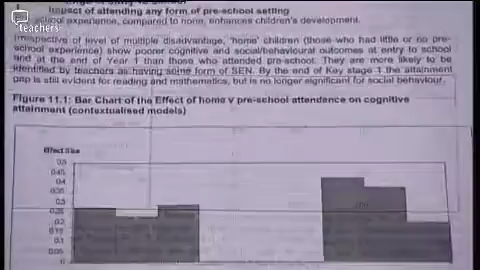 teachers
Impact of attending any form of pre-school setting
school experience, compared to none, enhances children's development.
Irrespective of level of multiple disadvantage, 'home' children (those who had little or no pre-
school experience) show poorer cognitive and social/behavioural outcomes at entry to school
and at the end of Year 1 than those who attended pre-school. They are more likely to be
identified by teachers as having some form of SEN. By the end of Key stage 1 the attainment
gap is still evident for reading and mathematics, but is no longer significant for social behaviour.
Figure 11.1: Bar Chart of the Effect of home v pre-school attendance on cognitive
attainment (contextualised models)
Effect Size
0.5
0.45
0.4
0.35
0.3
0.25
0.2
0.15
0.1
0.05
0